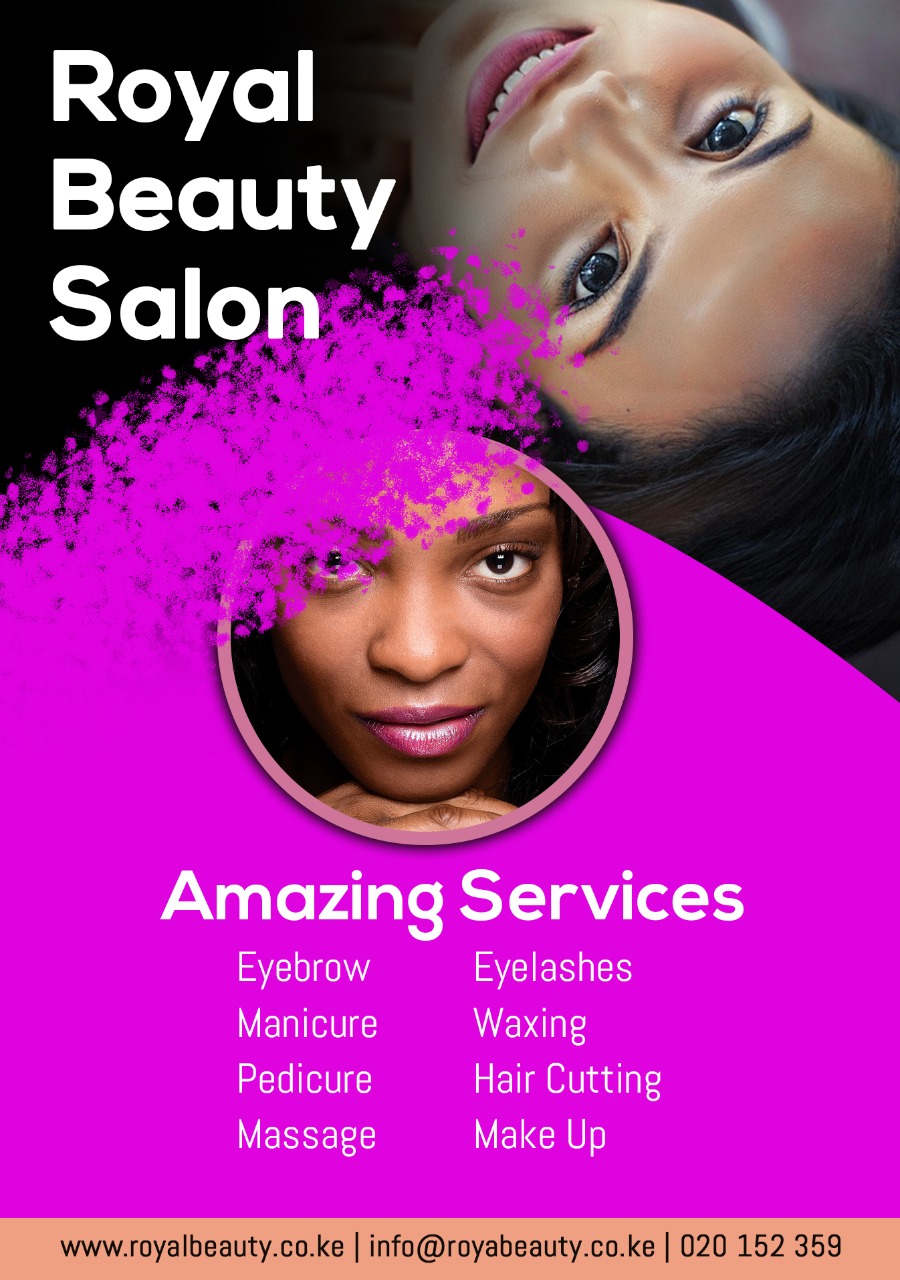 Royal
Beauty
Salon
Amazing Services
Eyebrow
Manicure
Pedicure
Massage
Eyelashes
Waxing
Hair Cutting
Make Up
www.royalbeauty.co.ke | info@royabeauty.co.ke | 020 152 359